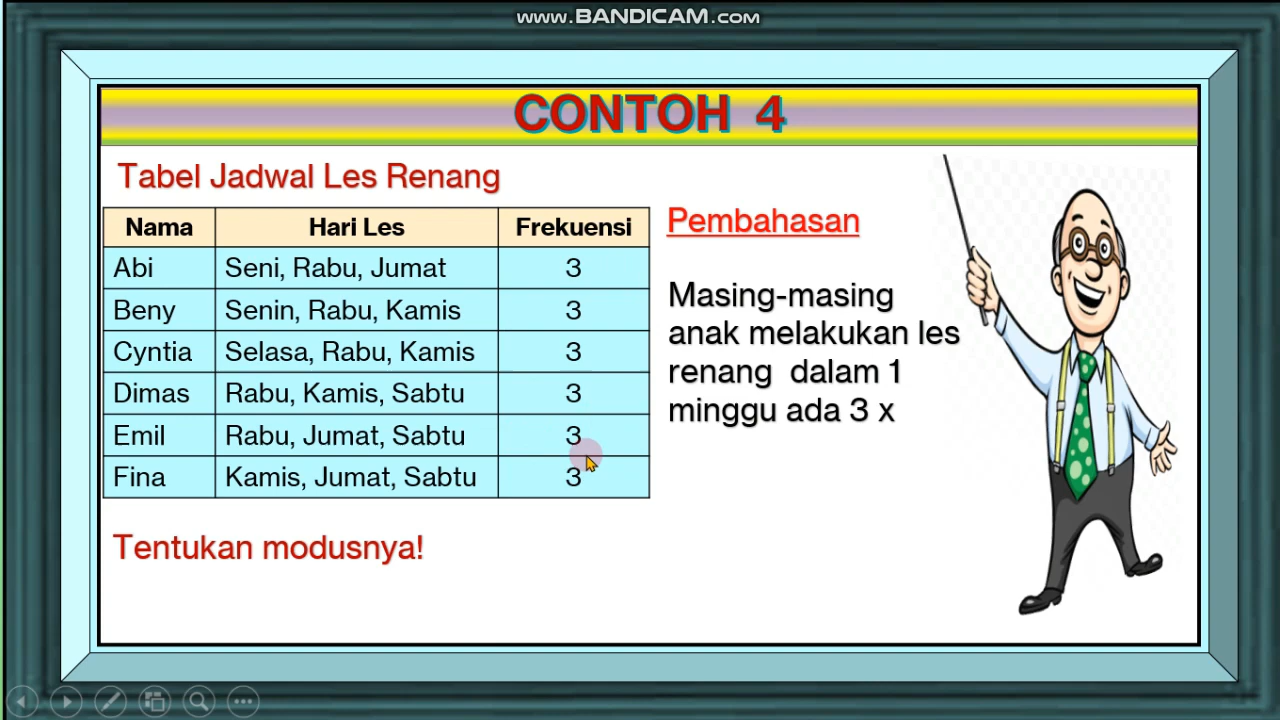 www.BANDICAM.com
CONTOH 4
Tabel Jadwal Les Renang
Nama Hari Les Frekuensi
Abi Seni, Rabu, Jumat 3
Beny Senin, Rabu, Kamis 3
Cyntia Selasa, Rabu, Kamis 3
Dimas Rabu, Kamis, Sabtu 3
Emil Rabu, Jumat, Sabtu 3
Fina Kamis, Jumat, Sabtu 3
Tentukan modusnya!
Pembahasan
Masing-masing
anak melakukan les
renang dalam 1
minggu ada 3 x